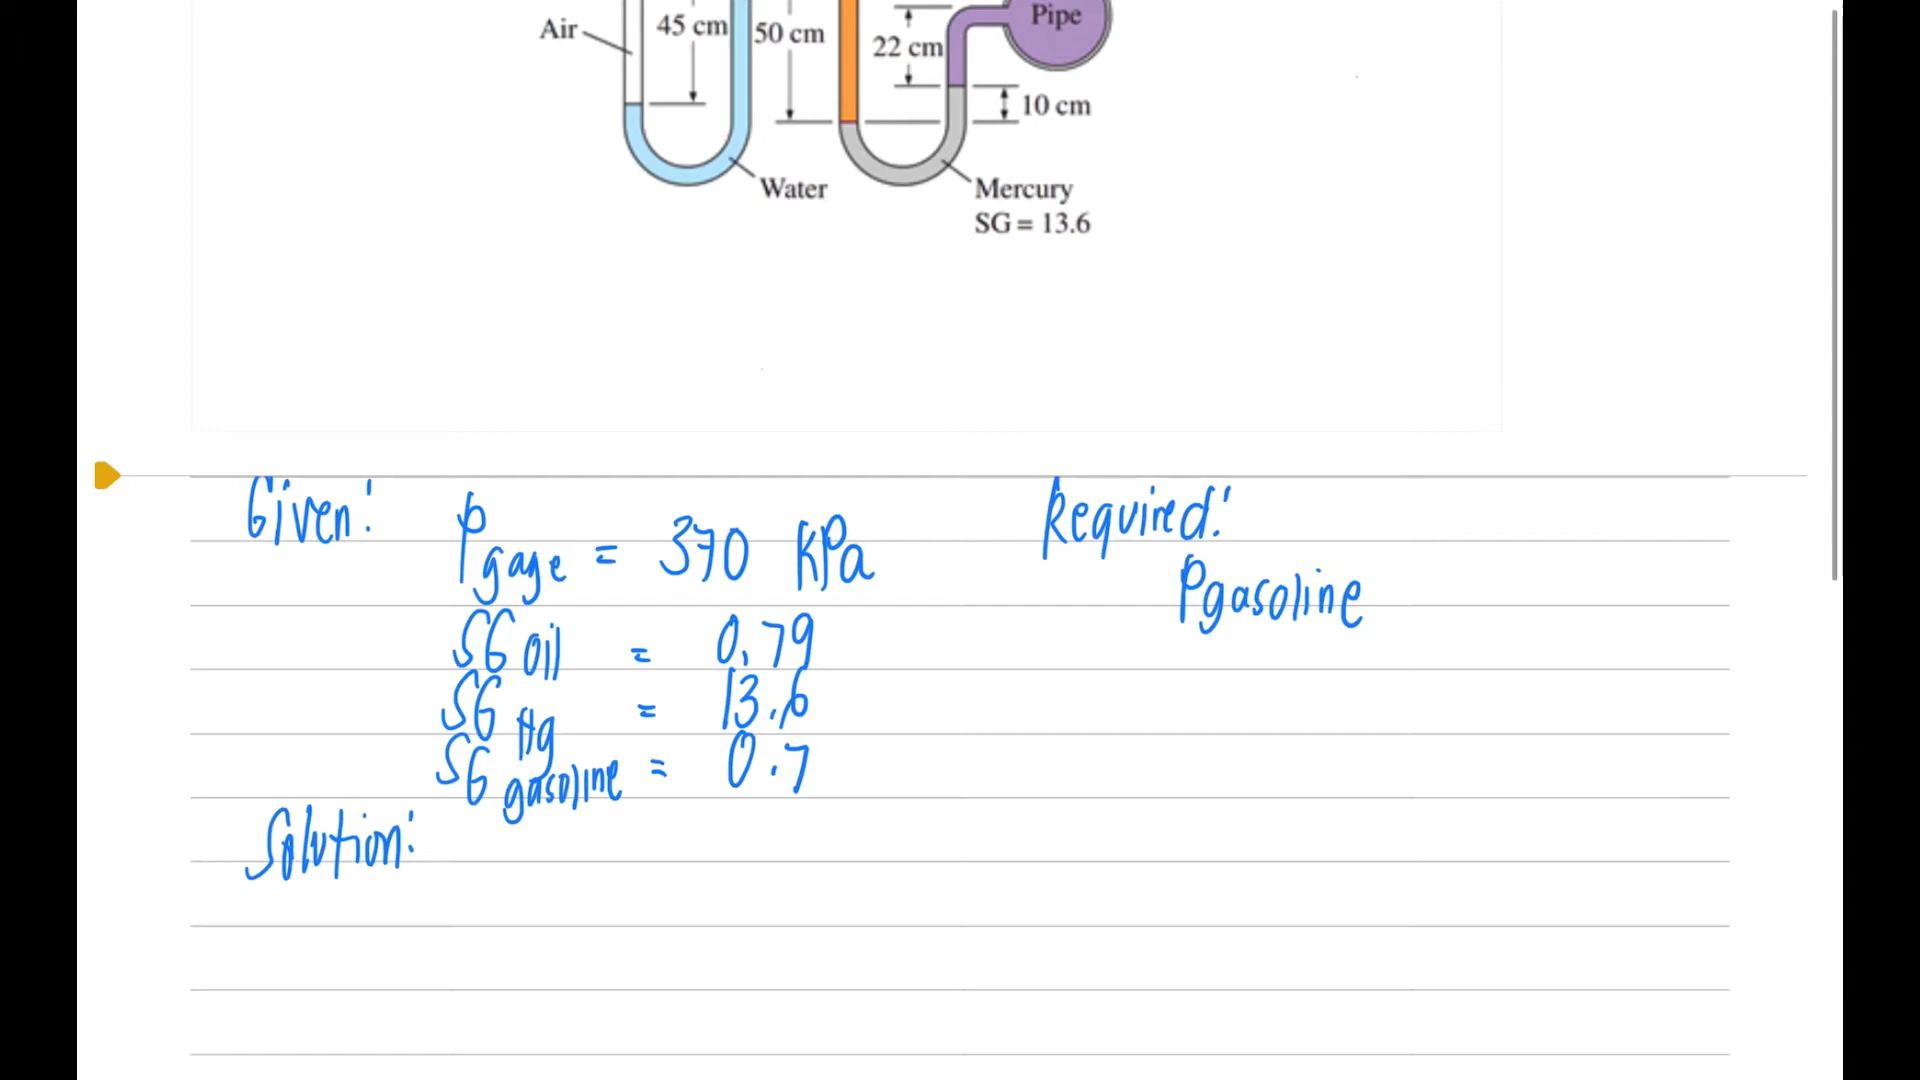 Pipe
Air
45 cm
50 cm
22 cm
10 cm
Water
Mercury
SG = 13.6
Given:
Required:
Pgage = 370 KPa
Pgasoline
SG oil = 0.79
SG Hg = 13.6
SG gasoline = 0.7
Solution: